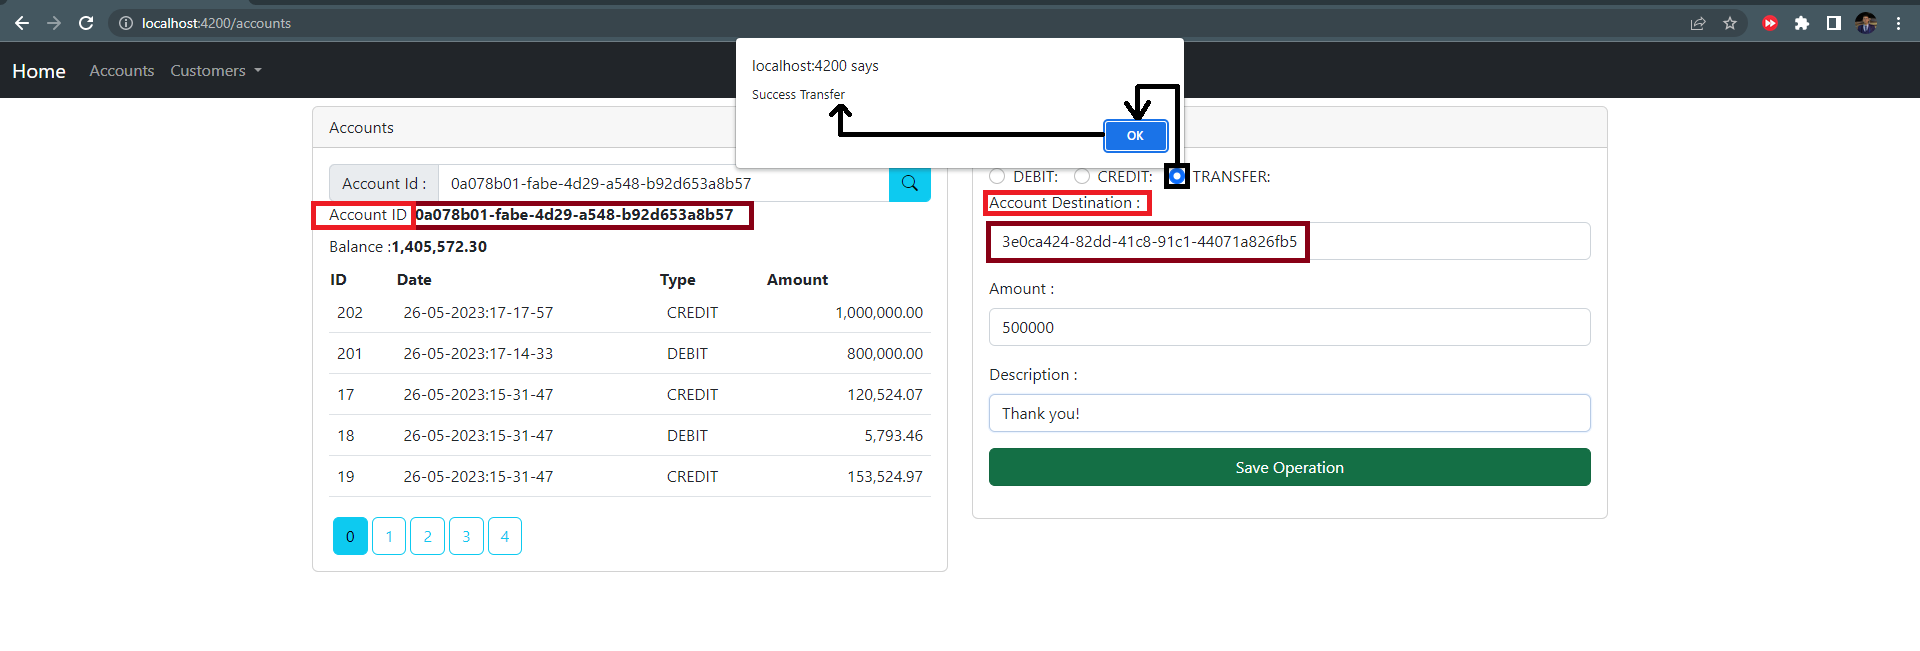 localhost:4200/accounts
Home Accounts Customers
localhost:4200 says
Success Transfer
OK
Accounts
Account Id : 0a078b01-fabe-4d29-a548-b92d653a8b57
Account ID 0a078b01-fabe-4d29-a548-b92d653a8b57
Balance :1,405,572.30
ID Date Type Amount
202 26-05-2023:17-17-57 CREDIT 1,000,000.00
201 26-05-2023:17-14-33 DEBIT 800,000.00
17 26-05-2023:15-31-47 CREDIT 120,524.07
18 26-05-2023:15-31-47 DEBIT 5,793.46
19 26-05-2023:15-31-47 CREDIT 153,524.97
0 1 2 3 4
DEBIT: CREDIT: TRANSFER:
Account Destination :
3e0ca424-82dd-41c8-91c1-44071a826fb5
Amount :
500000
Description :
Thank you!
Save Operation